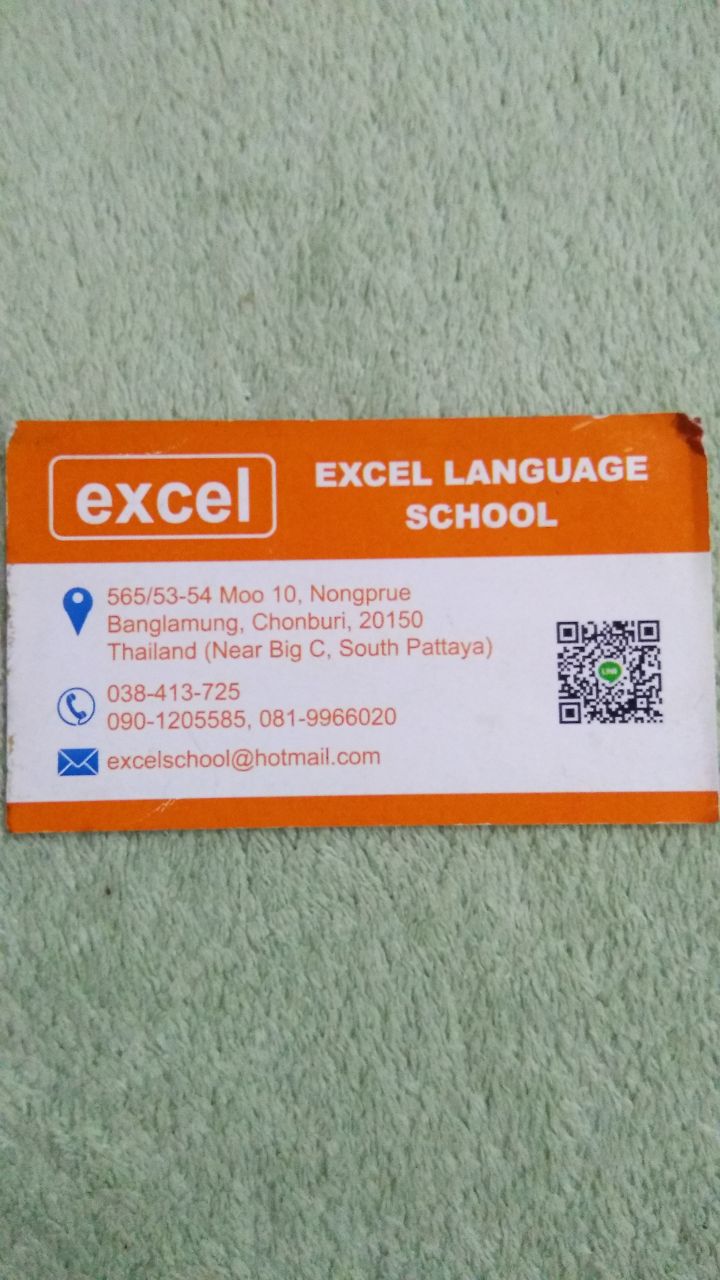 excel
EXCEL LANGUAGE
SCHOOL
565/53-54 Moo 10, Nongprue
Banglamung, Chonburi, 20150
Thailand (Near Big C, South Pattaya)
038-413-725
090-1205585, 081-9966020
excelschool@hotmail.com
LINE